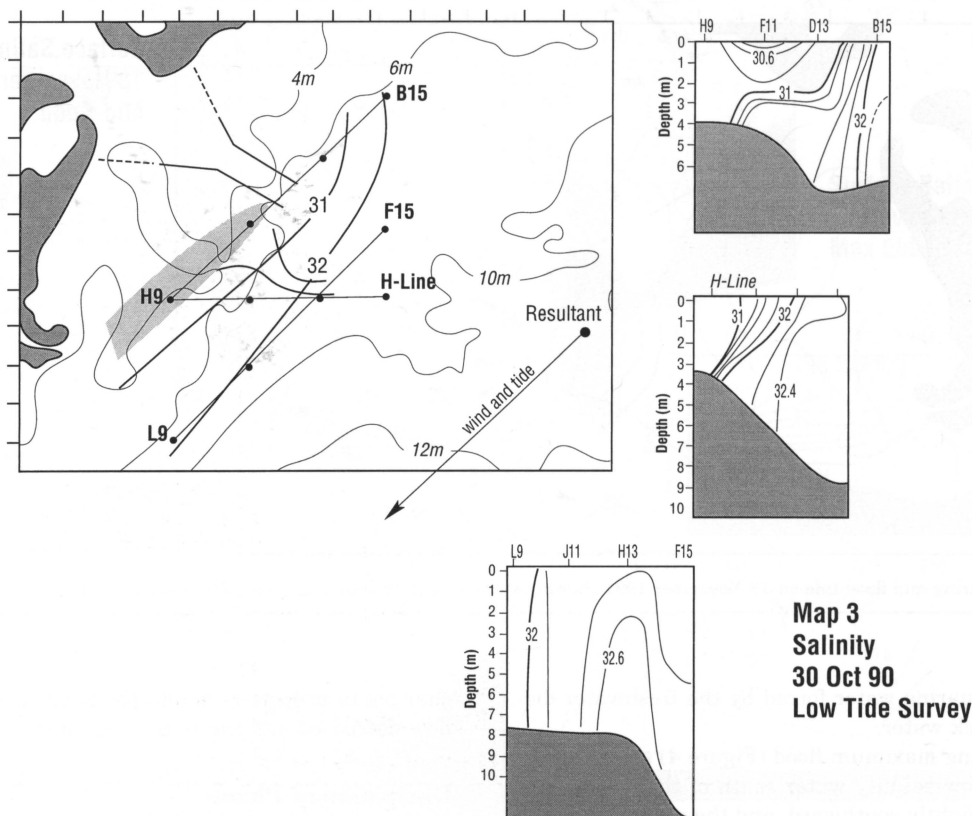 4m
6m
B15
31
F15
32
10m
H9
H-Line
Resultant
wind and tide
L9
12m
H9 F11 D13 B15
Depth (m)
0
1
2
3
4
5
6
30.6
31
32
H-Line
Depth (m)
0
1
2
3
4
5
6
7
8
9
10
31
32
32.4
L9 J11 H13 F15
Depth (m)
0
1
2
3
4
5
6
7
8
9
10
32
32.6
Map 3
Salinity
30 Oct 90
Low Tide Survey